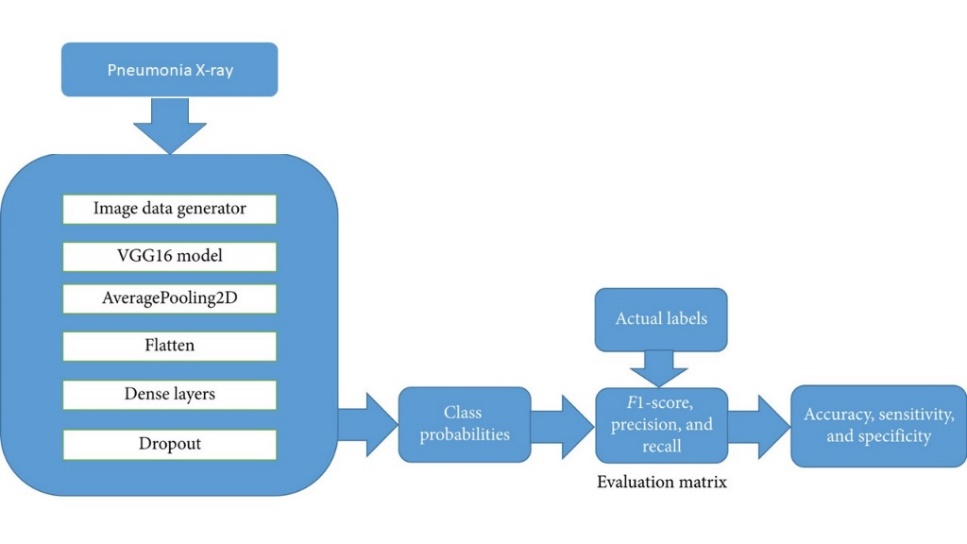 Pneumonia X-ray
Image data generator
VGG16 model
AveragePooling2D
Flatten
Dense layers
Dropout
Class
probabilities
Actual labels
F1-score,
precision, and
recall
Evaluation matrix
Accuracy, sensitivity,
and specificity